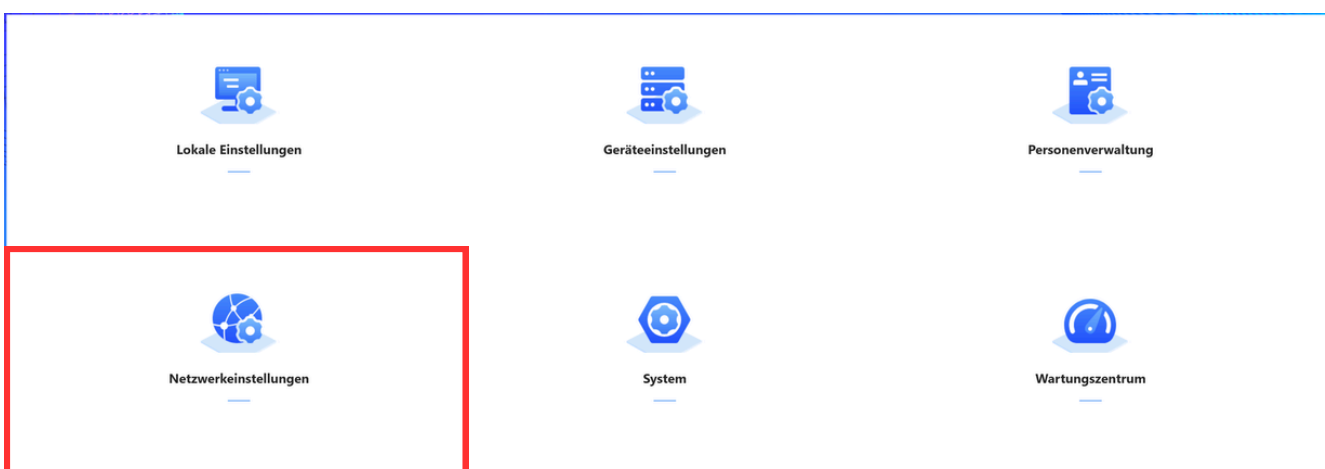 Lokale Einstellungen
Geräteeinstellungen
Personenverwaltung
Netzwerkeinstellungen
System
Wartungszentrum